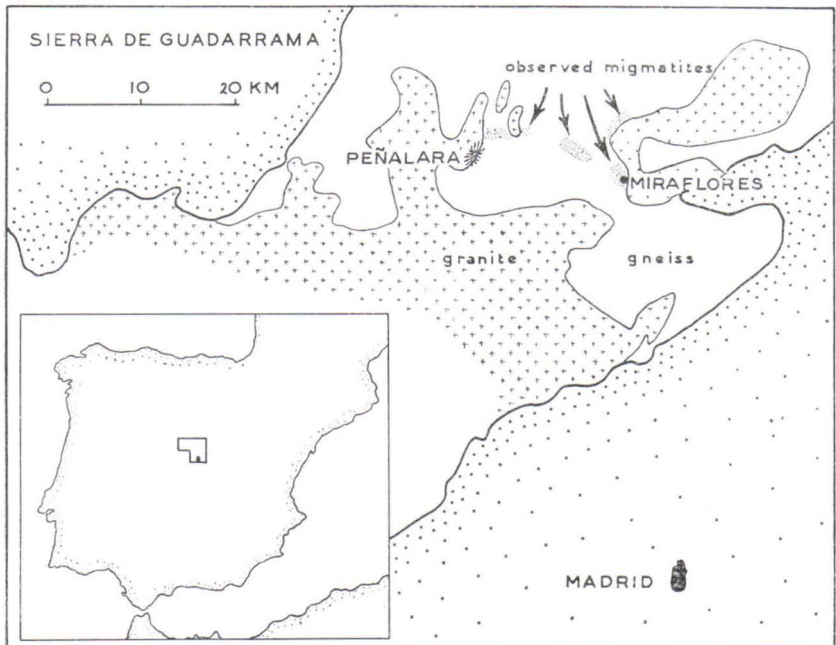 SIERRA DE GUADARRAMA
0 10 20 KM
observed migmatites
PEÑALARA
MIRAFLORES
granite
gneiss
MADRID